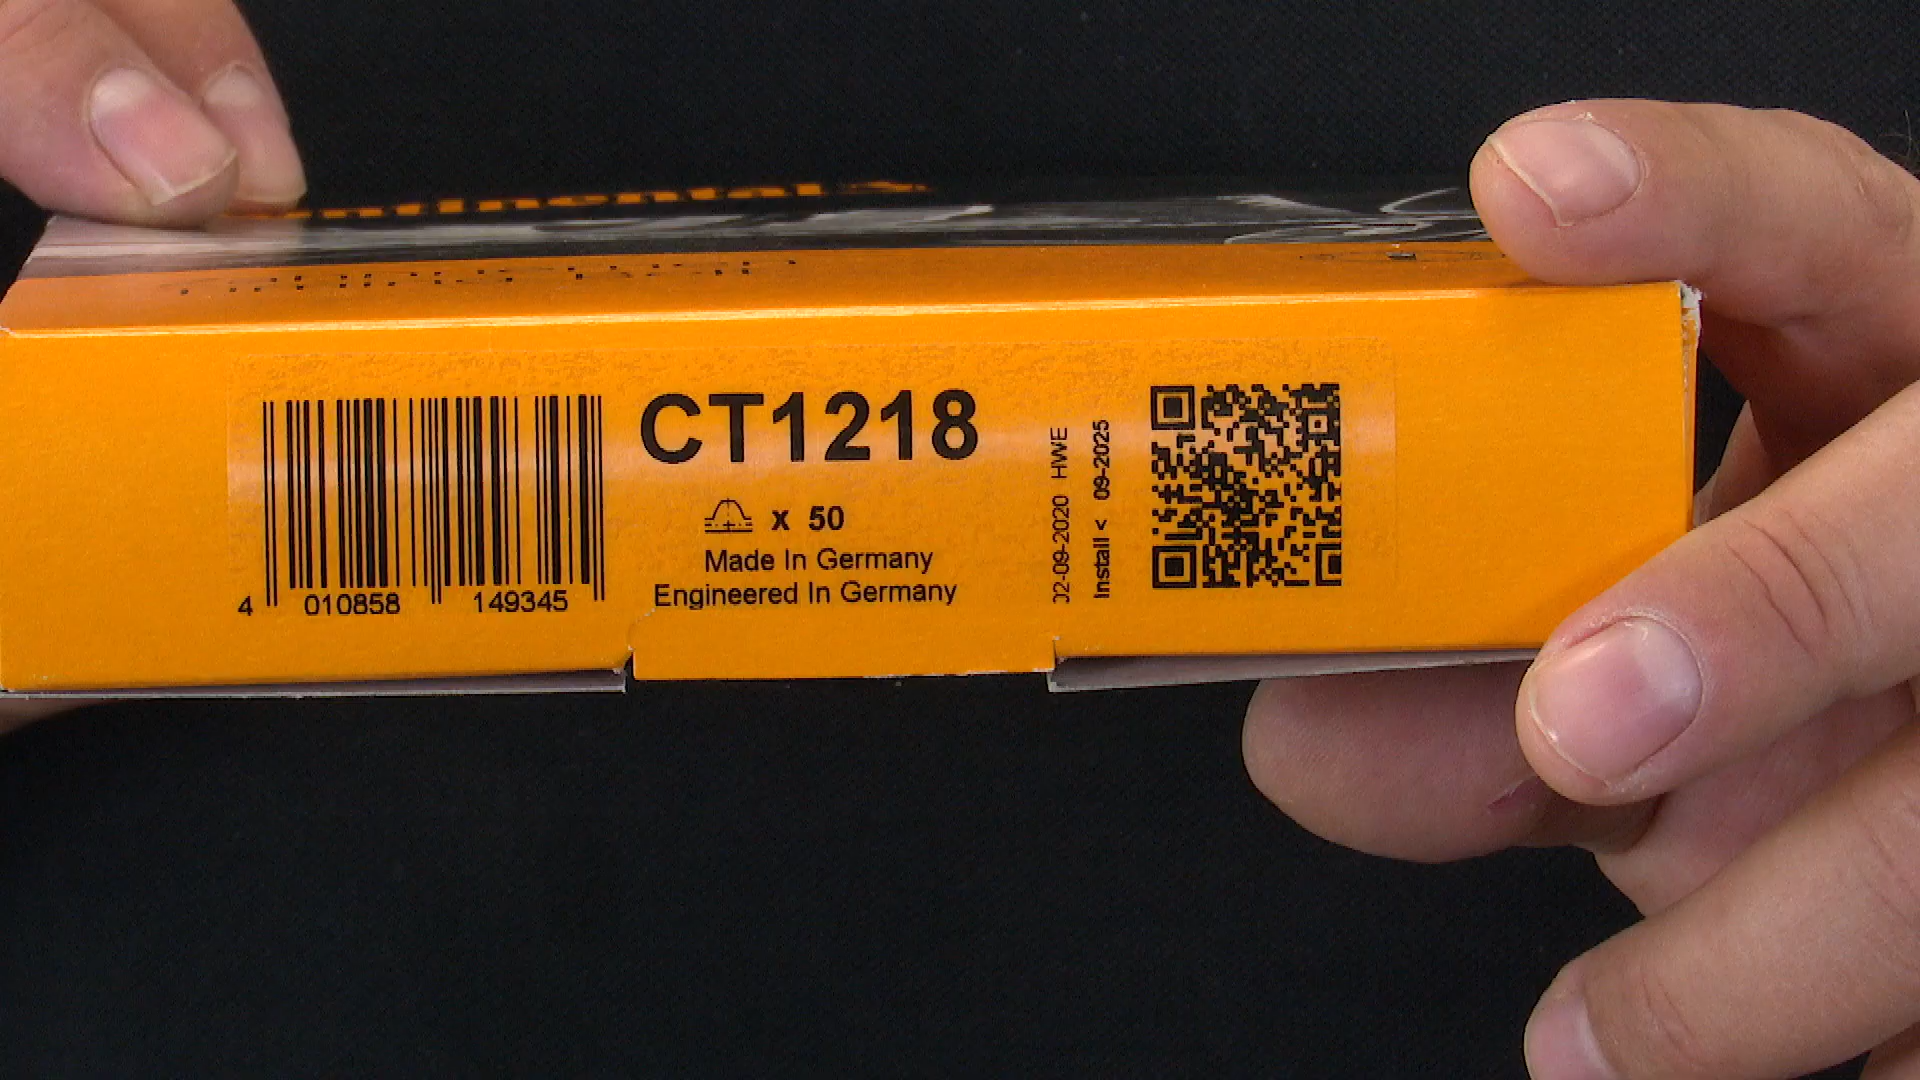 CT1218
x 50
Made In Germany
Engineered In Germany
4 010858 149345
02-09-2020 HWE
Install < 09-2025